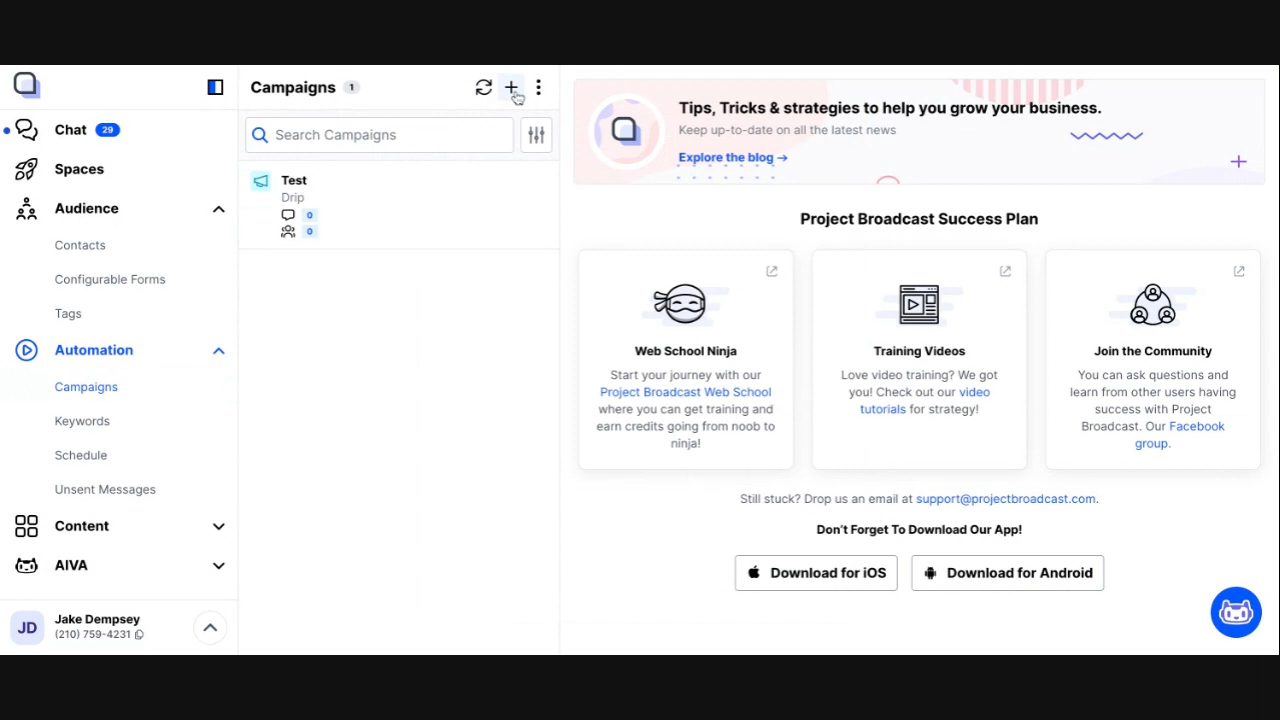 Chat 29
Spaces
Audience
Contacts
Configurable Forms
Tags
Automation
Campaigns
Keywords
Schedule
Unsent Messages
Content
AIVA
JD
Jake Dempsey
(210) 759-4231
Campaigns 1
Search Campaigns
Test
Drip
0
0
Tips, Tricks & strategies to help you grow your business.
Keep up-to-date on all the latest news
Explore the blog →
Project Broadcast Success Plan
Web School Ninja
Start your journey with our
Project Broadcast Web School
where you can get training and
earn credits going from noob to
ninja!
Training Videos
Love video training? We got
you! Check out our video
tutorials for strategy!
Join the Community
You can ask questions and
learn from other users having
success with Project
Broadcast. Our Facebook
group.
Still stuck? Drop us an email at support@projectbroadcast.com.
Don't Forget To Download Our App!
Download for iOS
Download for Android